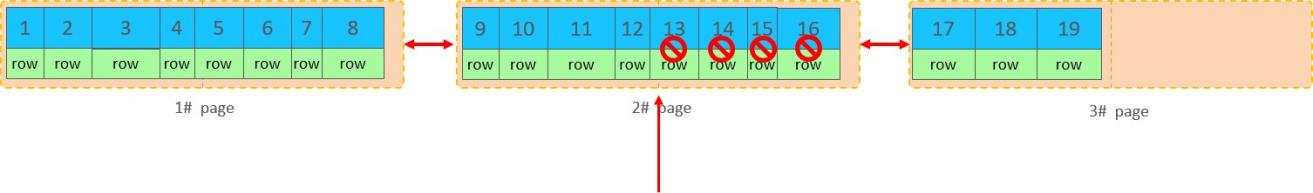 1 2 3 4 5 6 7 8
row row row row row row row row
1# page
9 10 11 12 13 14 15 16
row row row row row row row row
2# page
17 18 19
row row row
3# page